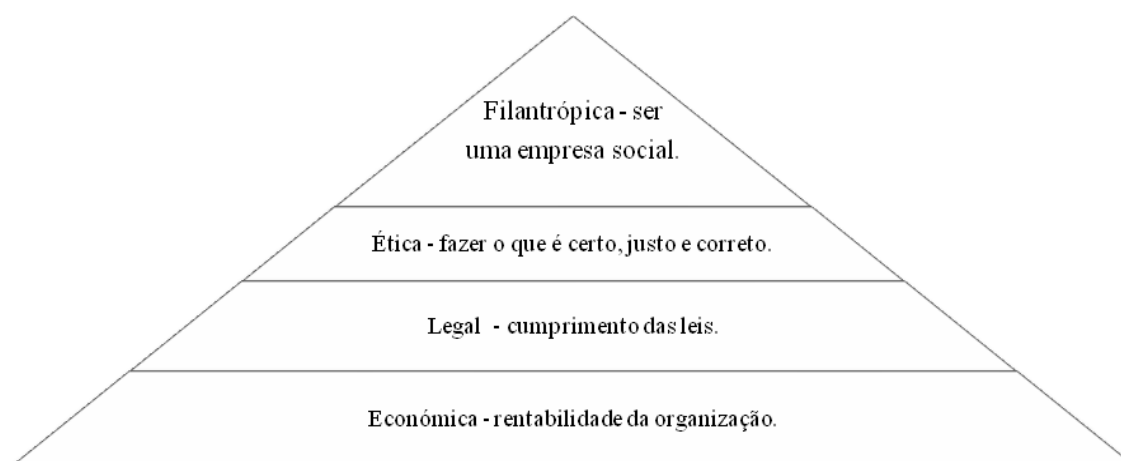 Filantrópica - ser
uma empresa social.
Ética - fazer o que é certo, justo e correto.
Legal - cumprimento das leis.
Económica - rentabilidade da organização.